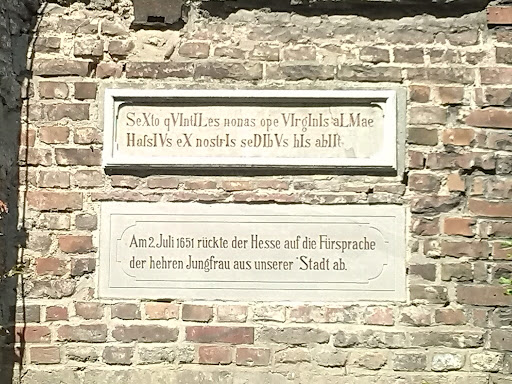 SeXto qVIntILes nonas ope VIrgInIs aLMae
HaſsIVs eX nostrIs seDIbVs hIs abIIt
Am 2. Juli 1651 rückte der Hesse auf die Fürsprache
der hehren Jungfrau aus unserer Stadt ab.